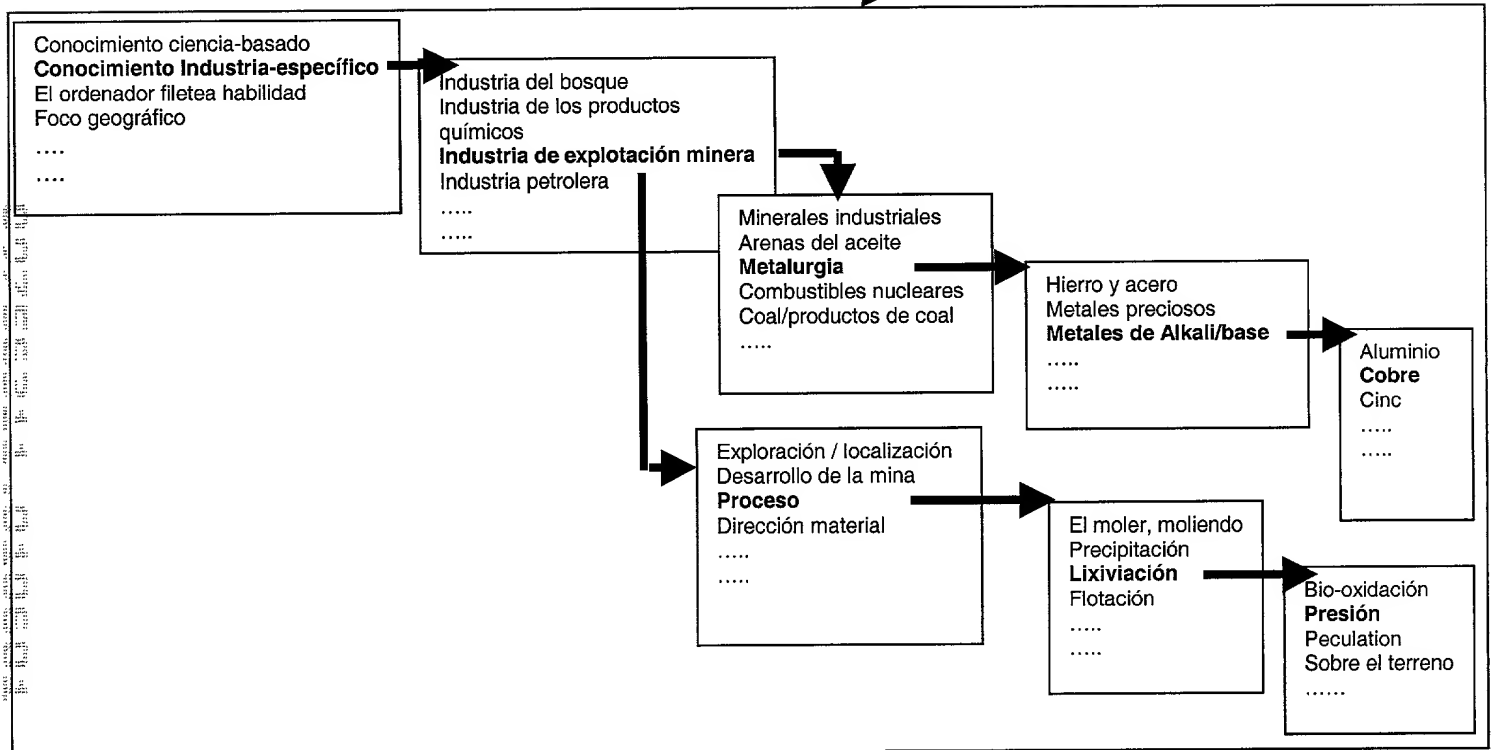 Conocimiento ciencia-basado
Conocimiento Industria-específico
El ordenador filetea habilidad
Foco geográfico
....
....
Industria del bosque
Industria de los productos
químicos
Industria de explotación minera
Industria petrolera
.....
.....
Minerales industriales
Arenas del aceite
Metalurgia
Combustibles nucleares
Coal/productos de coal
.....
Hierro y acero
Metales preciosos
Metales de Alkali/base
.....
.....
Aluminio
Cobre
Cinc
.....
.....
Exploración / localización
Desarrollo de la mina
Proceso
Dirección material
.....
.....
El moler, moliendo
Precipitación
Lixiviación
Flotación
.....
.....
Bio-oxidación
Presión
Peculation
Sobre el terreno
......